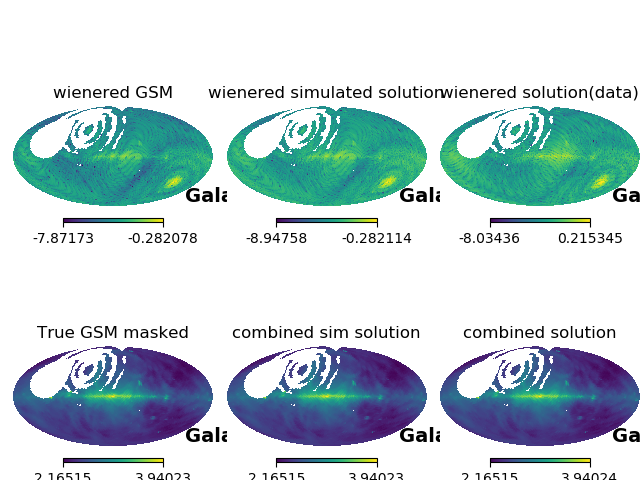 wienered GSM wienered simulated solution wienered solution(data)
Gala Gala Ga
-7.87173 -0.282078 -8.94758 -0.282114 -8.03436 0.215345
True GSM masked combined sim solution combined solution
Gala Gala Ga
2.16515 3.94023 2.16515 3.94023 2.16515 3.94024